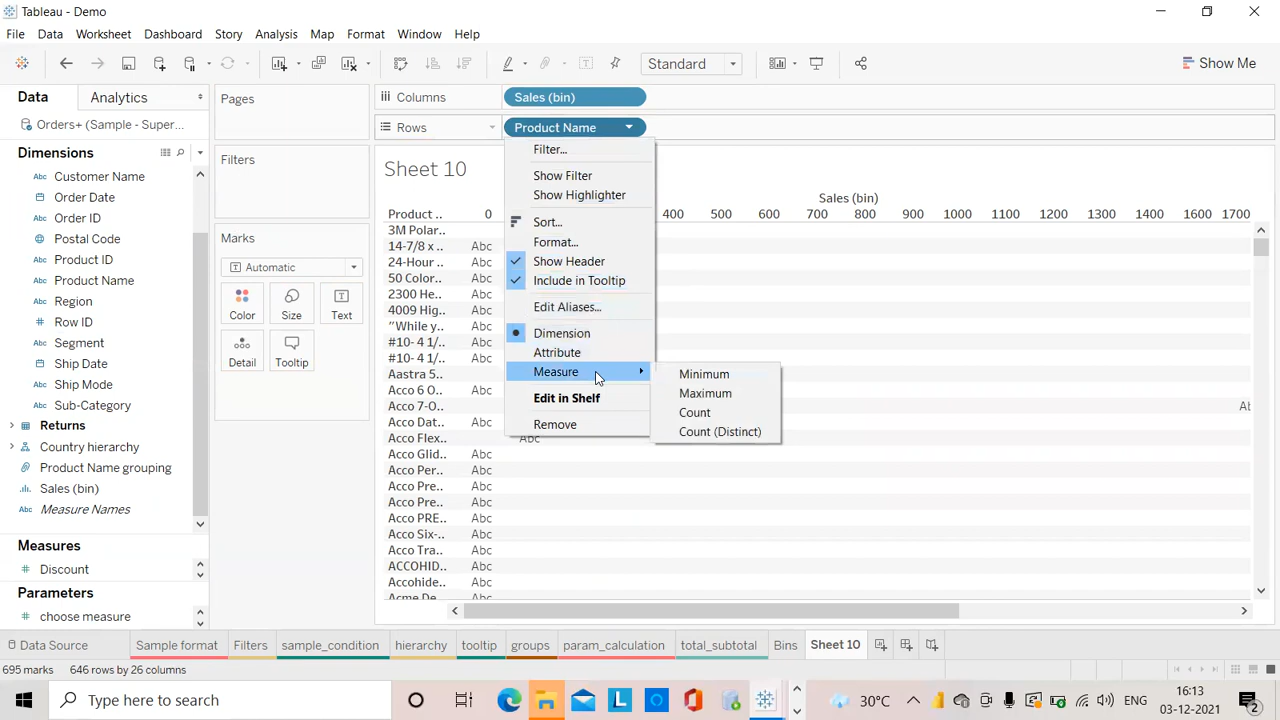 Tableau - Demo
File Data Worksheet Dashboard Story Analysis Map Format Window Help
Standard
Show Me
Data Analytics
Orders+ (Sample - Super...
Dimensions
Customer Name
Order Date
Order ID
Postal Code
Product ID
Product Name
Region
Row ID
Segment
Ship Date
Ship Mode
Sub-Category
Returns
Country hierarchy
Product Name grouping
Sales (bin)
Measure Names
Measures
Discount
Parameters
choose measure
Pages
Filters
Marks
Automatic
Color Size Text
Detail Tooltip
Columns Sales (bin)
Rows Product Name
Sheet 10
Sales (bin)
Product .. 0 400 500 600 700 800 900 1000 1100 1200 1300 1400 1500 1600 1700
3M Polar..
14-7/8 x .. Abc
24-Hour Abc
50 Color.. Abc
2300 He.. Abc
4009 Hig.. Abc
"While y.. Abc
#10- 4 1/.. Abc
#10- 4 1/.. Abc
Aastra 5..
Acco 6 O.. Abc
Acco 7-O..
Acco Dat.. Abc
Acco Flex.. Abc
Acco Glid.. Abc
Acco Per.. Abc
Acco Pre.. Abc
Acco Pre.. Abc
Acco PRE.. Abc
Acco Six-.. Abc
Acco Tra.. Abc
ACCOHID.. Abc
Accohide.. Abc
Acme De..
Filter...
Show Filter
Show Highlighter
Sort...
Format...
Show Header
Include in Tooltip
Edit Aliases...
Dimension
Attribute
Measure
Edit in Shelf
Remove
Minimum
Maximum
Count
Count (Distinct)
Data Source Sample format Filters sample_condition hierarchy tooltip groups param_calculation total_subtotal Bins Sheet 10
695 marks 646 rows by 26 columns
Type here to search
30°C
ENG
16:13
03-12-2021
2